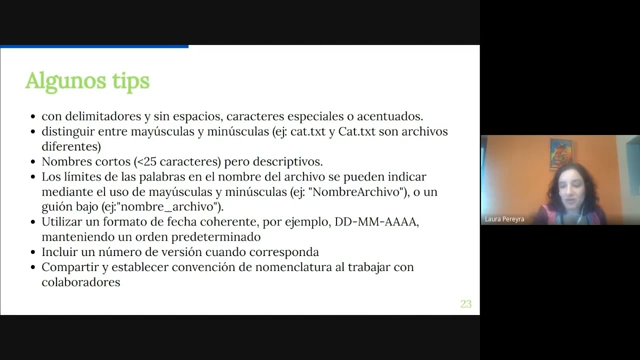 Algunos tips
con delimitadores y sin espacios, caracteres especiales o acentuados.
distinguir entre mayúsculas y minúsculas (ej: cat.txt y Cat.txt son archivos
diferentes)
Nombres cortos (<25 caracteres) pero descriptivos.
Los límites de las palabras en el nombre del archivo se pueden indicar
mediante el uso de mayúsculas y minúsculas (ej: "NombreArchivo"), o un
guión bajo (ej:"nombre_archivo").
Utilizar un formato de fecha coherente, por ejemplo, DD-MM-AAAA,
manteniendo un orden predeterminado
Incluir un número de versión cuando corresponda
Compartir y establecer convención de nomenclatura al trabajar con
colaboradores
23
Laura Pereyra